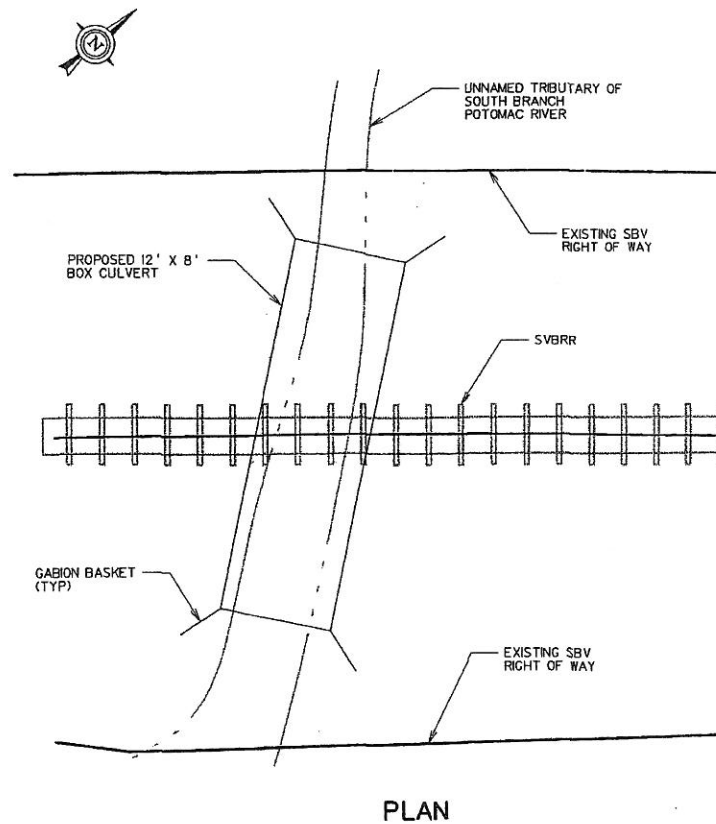 N
UNNAMED TRIBUTARY OF
SOUTH BRANCH
POTOMAC RIVER
EXISTING SBV
RIGHT OF WAY
PROPOSED 12' X 8'
BOX CULVERT
SVBRR
GABION BASKET
(TYP)
EXISTING SBV
RIGHT OF WAY
PLAN